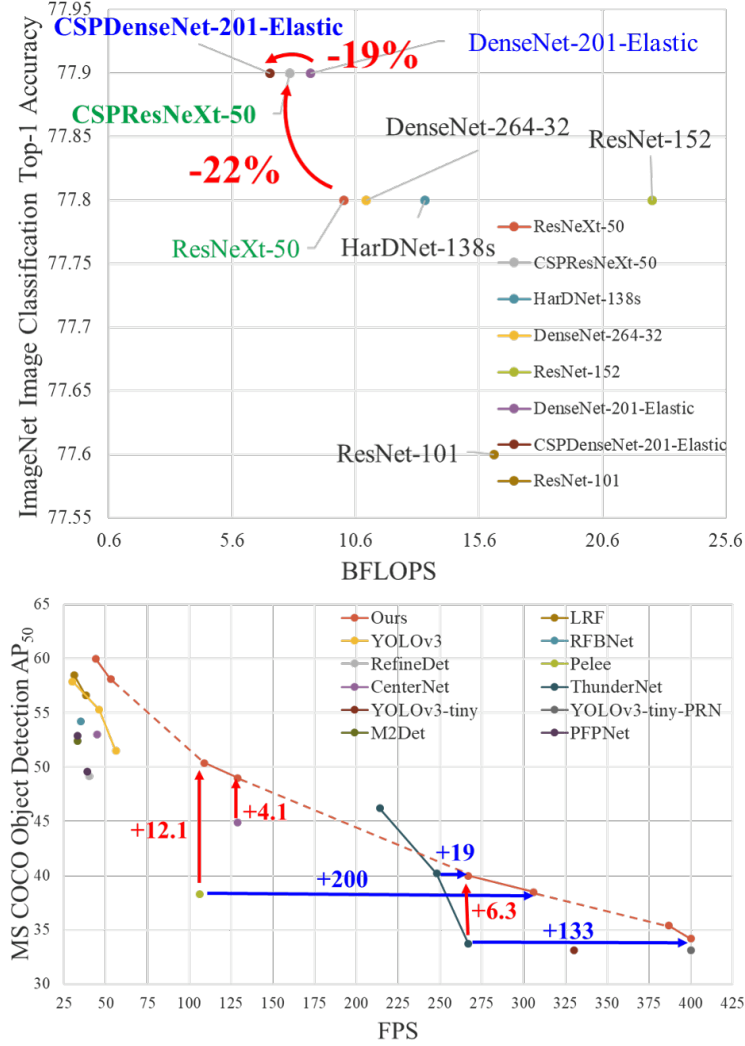 77.95
CSPDenseNet-201-Elastic
-19%
DenseNet-201-Elastic
77.9
CSPResNeXt-50
77.85
DenseNet-264-32
ResNet-152
-22%
77.8
ResNeXt-50
HarDNet-138s
77.75
77.7
77.65
ResNet-101
77.6
77.55
ResNeXt-50
CSPResNeXt-50
HarDNet-138s
DenseNet-264-32
ResNet-152
DenseNet-201-Elastic
CSPDenseNet-201-Elastic
ResNet-101
0.6 5.6 10.6 15.6 20.6 25.6
BFLOPS
ImageNet Image Classification Top-1 Accuracy
65
60
55
50
45
40
35
30
Ours LRF
YOLOv3 RFBNet
RefineDet Pelee
CenterNet ThunderNet
YOLOv3-tiny YOLOv3-tiny-PRN
M2Det PFPNet
+12.1
+4.1
+19
+200
+6.3
+133
25 50 75 100 125 150 175 200 225 250 275 300 325 350 375 400 425
FPS
MS COCO Object Detection AP50